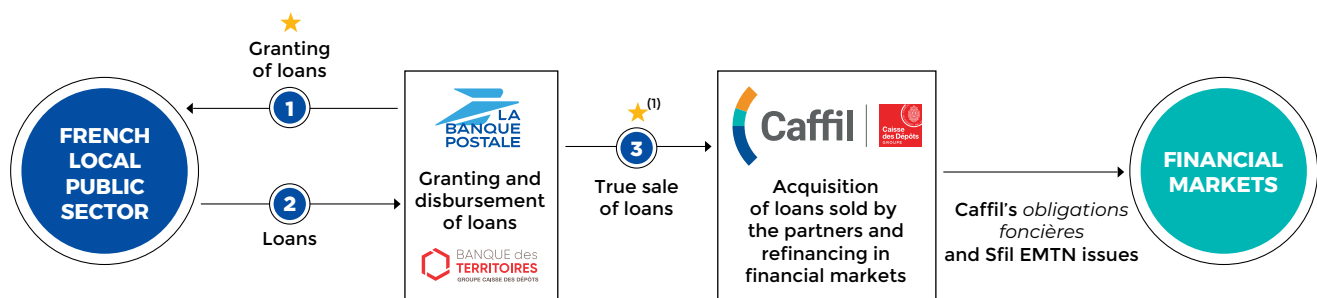 FRENCH
LOCAL
PUBLIC
SECTOR
Granting
of loans
1
2
Loans
LA
BANQUE
POSTALE
Granting and
disbursement
of loans
BANQUE des
TERRITOIRES
GROUPE CAISSE DES DÉPÔTS
(1)
3
True sale
of loans
Caffil
Caisse
des Dépôts
GROUPE
Acquisition
of loans sold by
the partners and
refinancing in
financial markets
Caffil's obligations
foncières
and Sfil EMTN issues
FINANCIAL
MARKETS